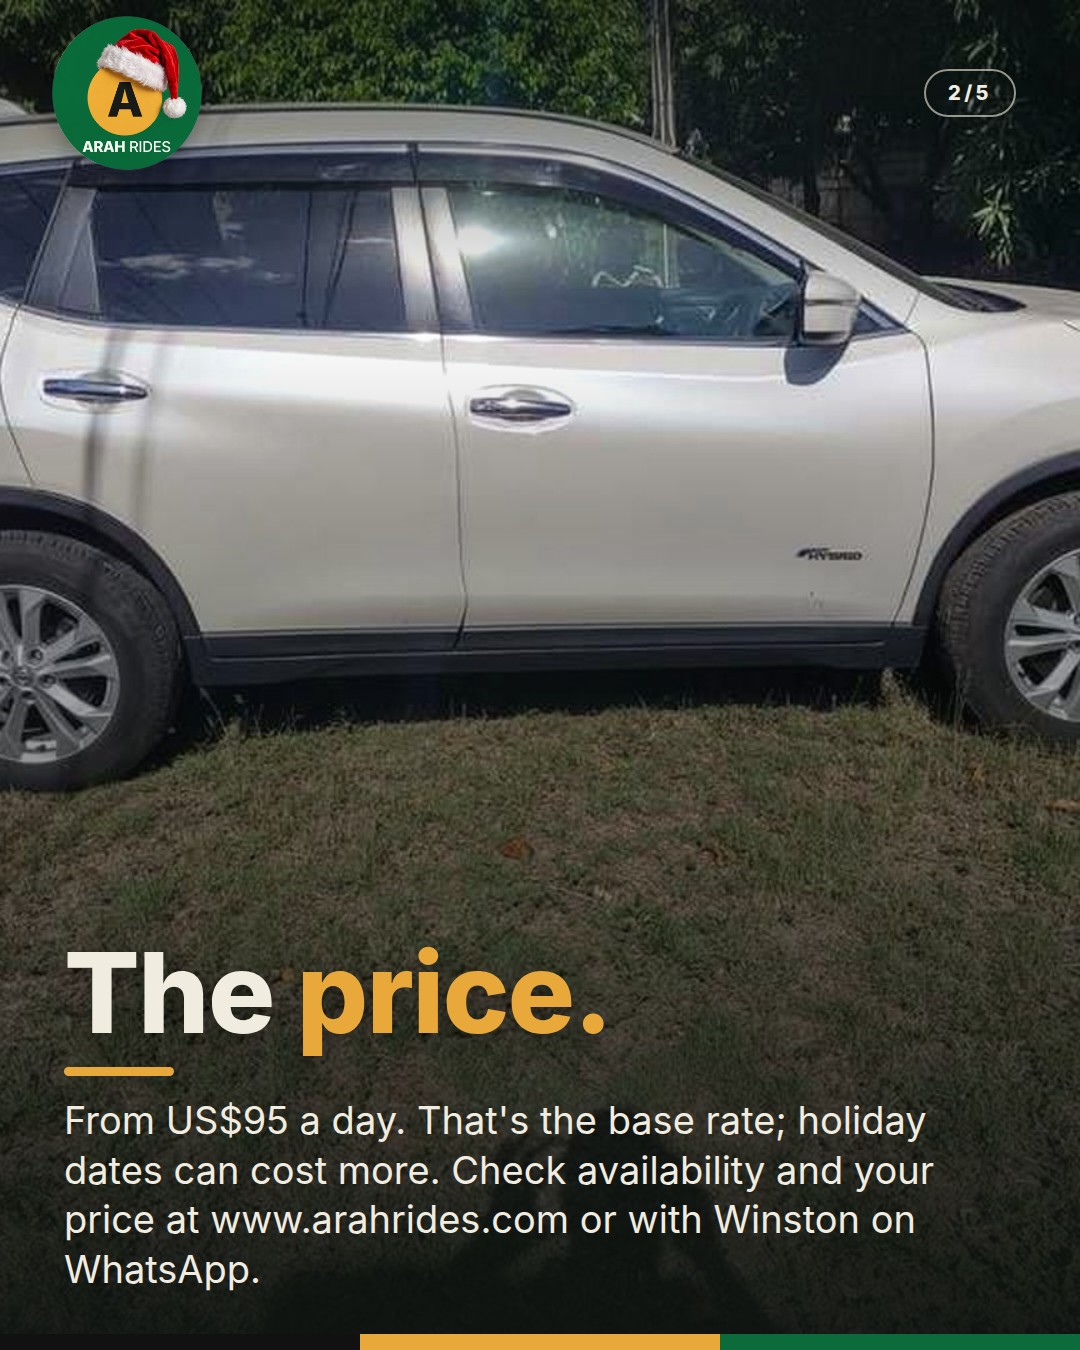 A
ARAH RIDES
2/5
HYBRID
The price.
From US$95 a day. That's the base rate; holiday
dates can cost more. Check availability and your
price at www.arahrides.com or with Winston on
WhatsApp.